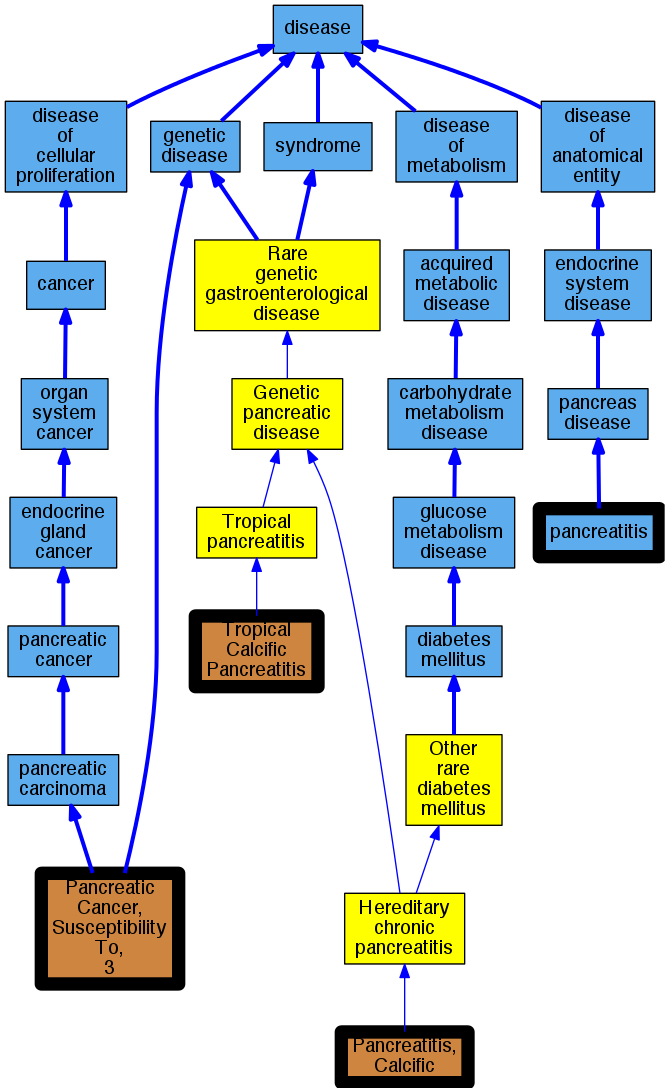 disease
disease
of
cellular
proliferation
genetic
disease
syndrome
disease
of
metabolism
disease
of
anatomical
entity
cancer
Rare
genetic
gastroenterological
disease
acquired
metabolic
disease
endocrine
system
disease
organ
system
cancer
Genetic
pancreatic
disease
carbohydrate
metabolism
disease
pancreas
disease
endocrine
gland
cancer
Tropical
pancreatitis
glucose
metabolism
disease
pancreatitis
pancreatic
cancer
Tropical
Calcific
Pancreatitis
diabetes
mellitus
pancreatic
carcinoma
Other
rare
diabetes
mellitus
Pancreatic
Cancer,
Susceptibility
To,
3
Hereditary
chronic
pancreatitis
Pancreatitis,
Calcific